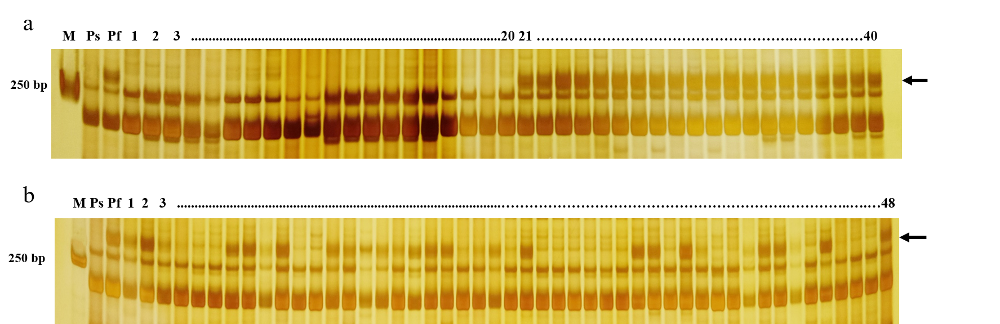 a
M Ps Pf 1 2 3 ........................................................................................20 21 ……………………………………………………………………………40
250 bp
b
M Ps Pf 1 2 3 ............................................................................................…………………………………………………………………………………48
250 bp